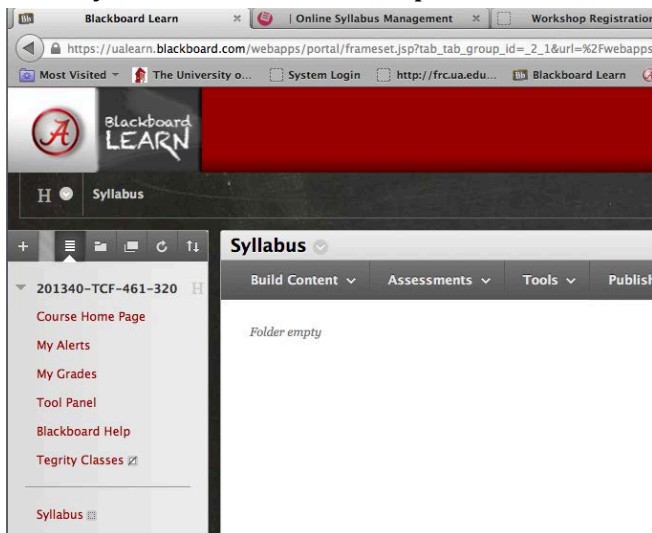 Blackboard Learn
| Online Syllabus Management
Workshop Registration
https://ualearn.blackboard.com/webapps/portal/frameset.jsp?tab_tab_group_id=_2_1&url=%2Fwebapps
Most Visited
The University o...
System Login
http://frc.ua.edu...
Blackboard Learn
A
Blackboard
LEARN
H
Syllabus
Syllabus
Build Content
Assessments
Tools
Publish
201340-TCF-461-320 H
Course Home Page
My Alerts
My Grades
Tool Panel
Blackboard Help
Tegrity Classes
Syllabus
Folder empty